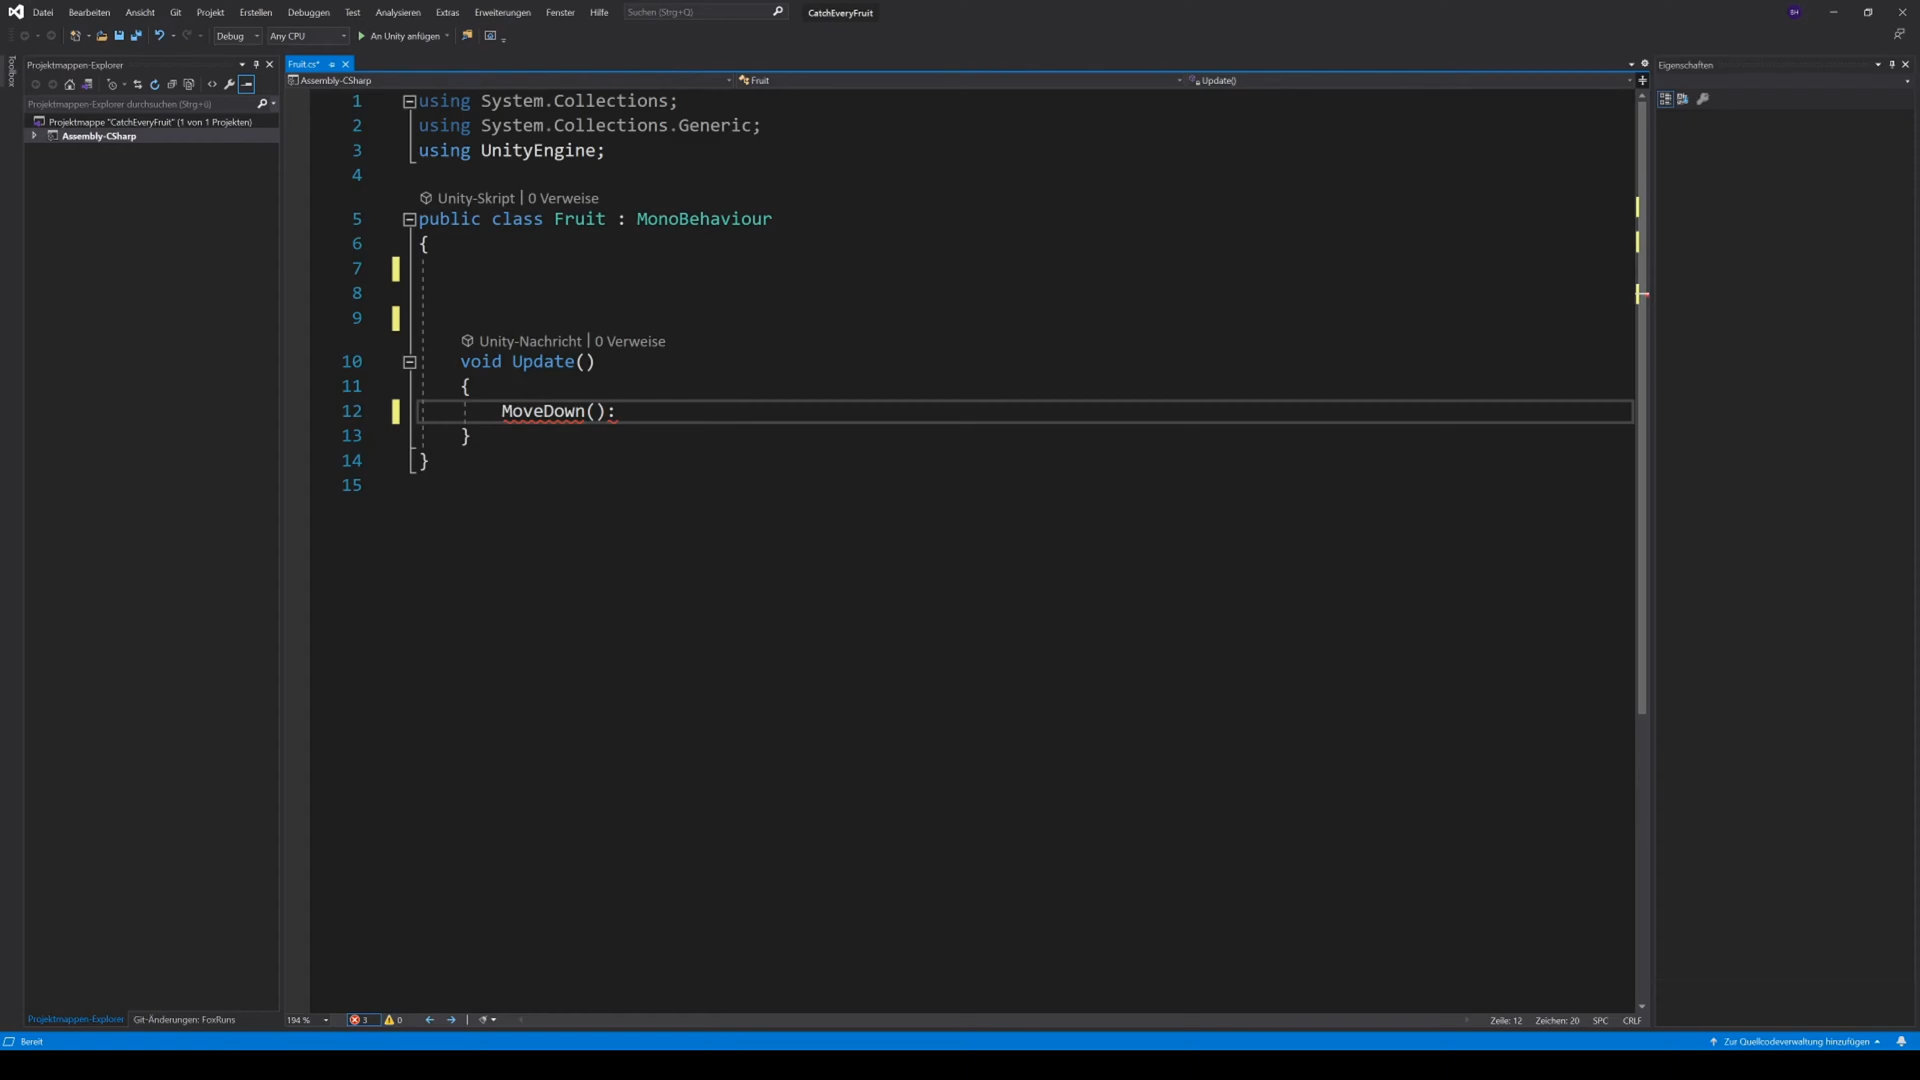 Datei Bearbeiten Ansicht Git Projekt Erstellen Debuggen Test Analysieren Extras Erweiterungen Fenster Hilfe Suchen (Strg+Q) CatchEveryFruit BH
Debug Any CPU An Unity anfügen
Toolbox
Projektmappen-Explorer
Fruit.cs*
Eigenschaften
Assembly-CSharp Fruit Update()
Projektmappen-Explorer durchsuchen (Strg+ü)
Projektmappe "CatchEveryFruit" (1 von 1 Projekten)
Assembly-CSharp
1 using System.Collections;
2 using System.Collections.Generic;
3 using UnityEngine;
4
Unity-Skript | 0 Verweise
5 public class Fruit : MonoBehaviour
6 {
7
8
9
Unity-Nachricht | 0 Verweise
10 void Update()
11 {
12 MoveDown():
13 }
14 }
15
Projektmappen-Explorer Git-Änderungen: FoxRuns
194 % 3 0 Zeile: 12 Zeichen: 20 SPC CRLF
Bereit Zur Quellcodeverwaltung hinzufügen